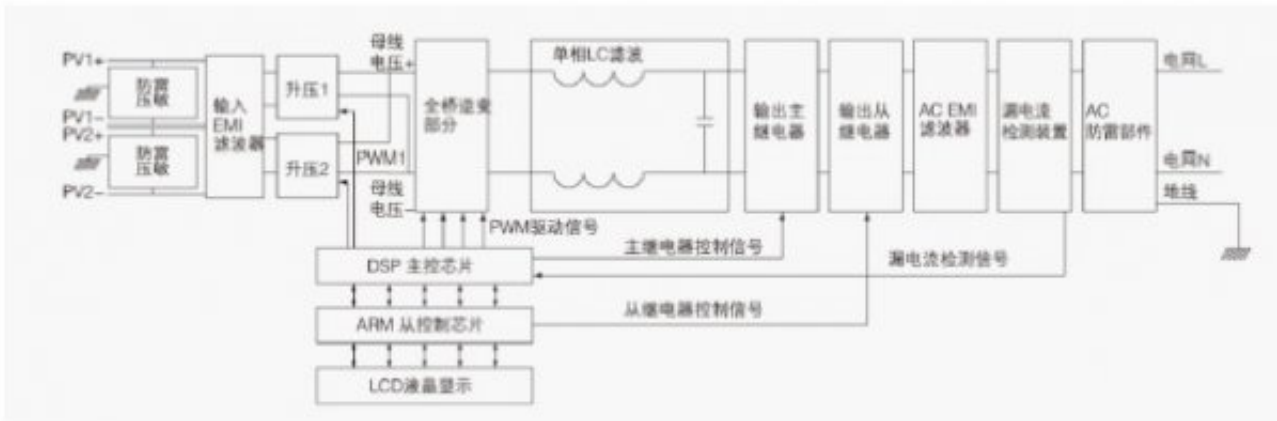 PV1+
防雷
压敏
PV1-
PV2+
防雷
压敏
PV2-
输入
EMI
滤波器
升压1
升压2
母线
电压+
PWM1
母线
电压-
全桥逆变
部分
PWM驱动信号
单相LC滤波
输出主
继电器
输出从
继电器
AC EMI
滤波器
漏电流
检测装置
AC
防雷部件
电网L
电网N
地线
DSP 主控芯片
主继电器控制信号
漏电流检测信号
ARM 从控制芯片
从继电器控制信号
LCD液晶显示